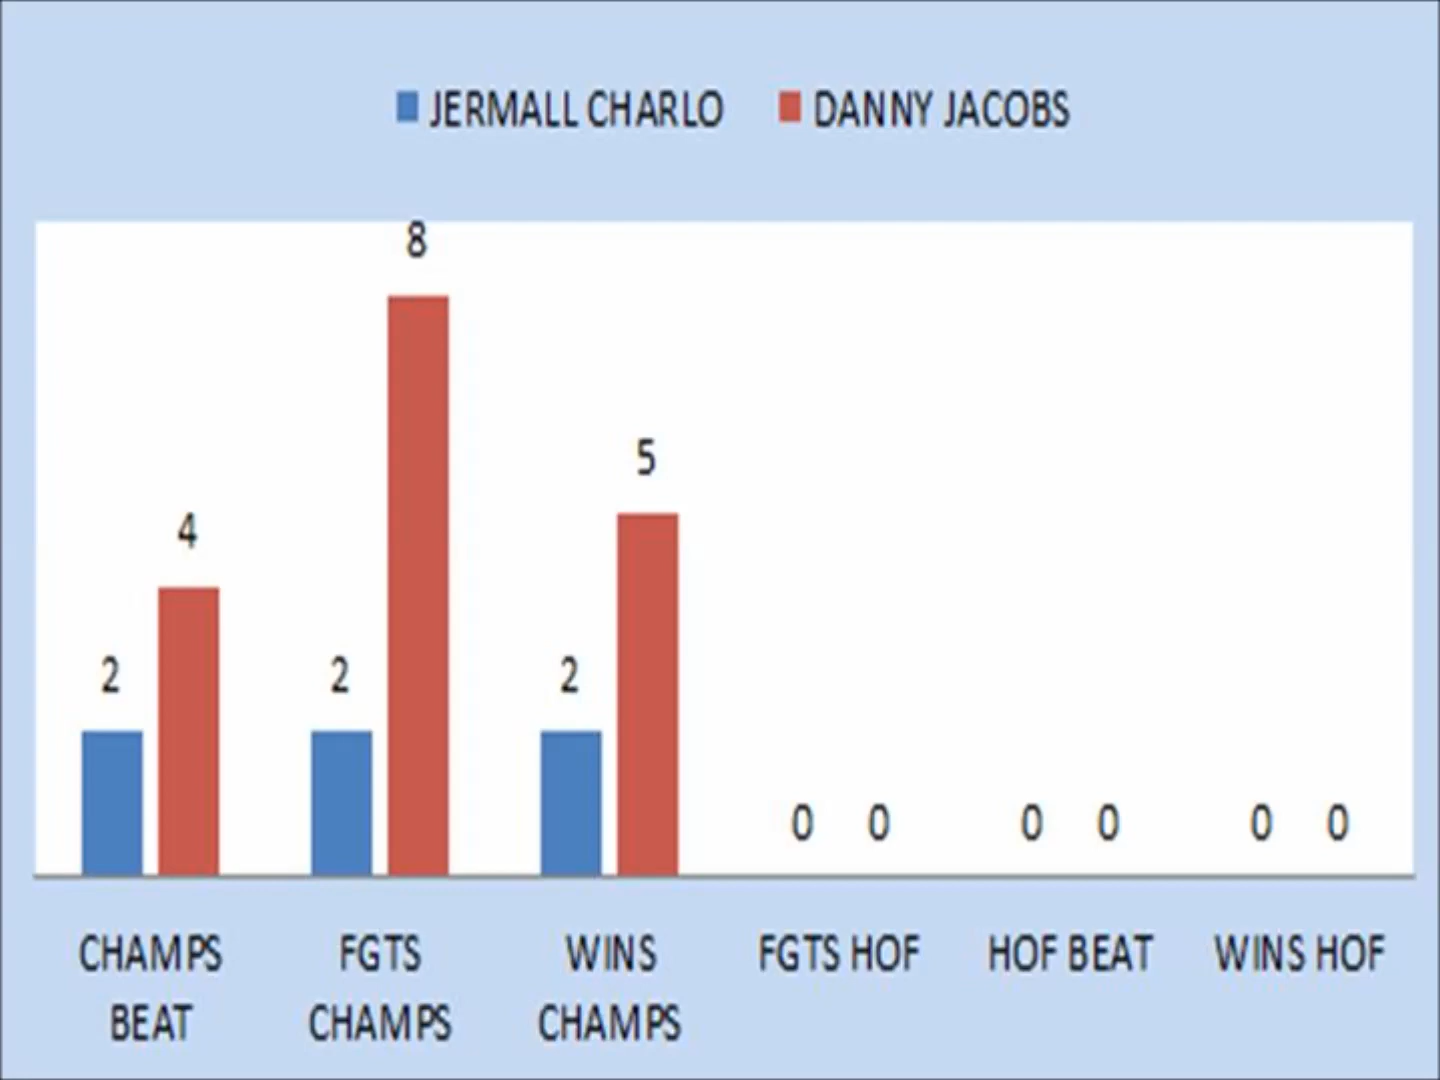 JERMALL CHARLO DANNY JACOBS
8
5
4
2 2 2
0 0 0 0 0 0
CHAMPS FGTS WINS FGTS HOF HOF BEAT WINS HOF
BEAT CHAMPS CHAMPS